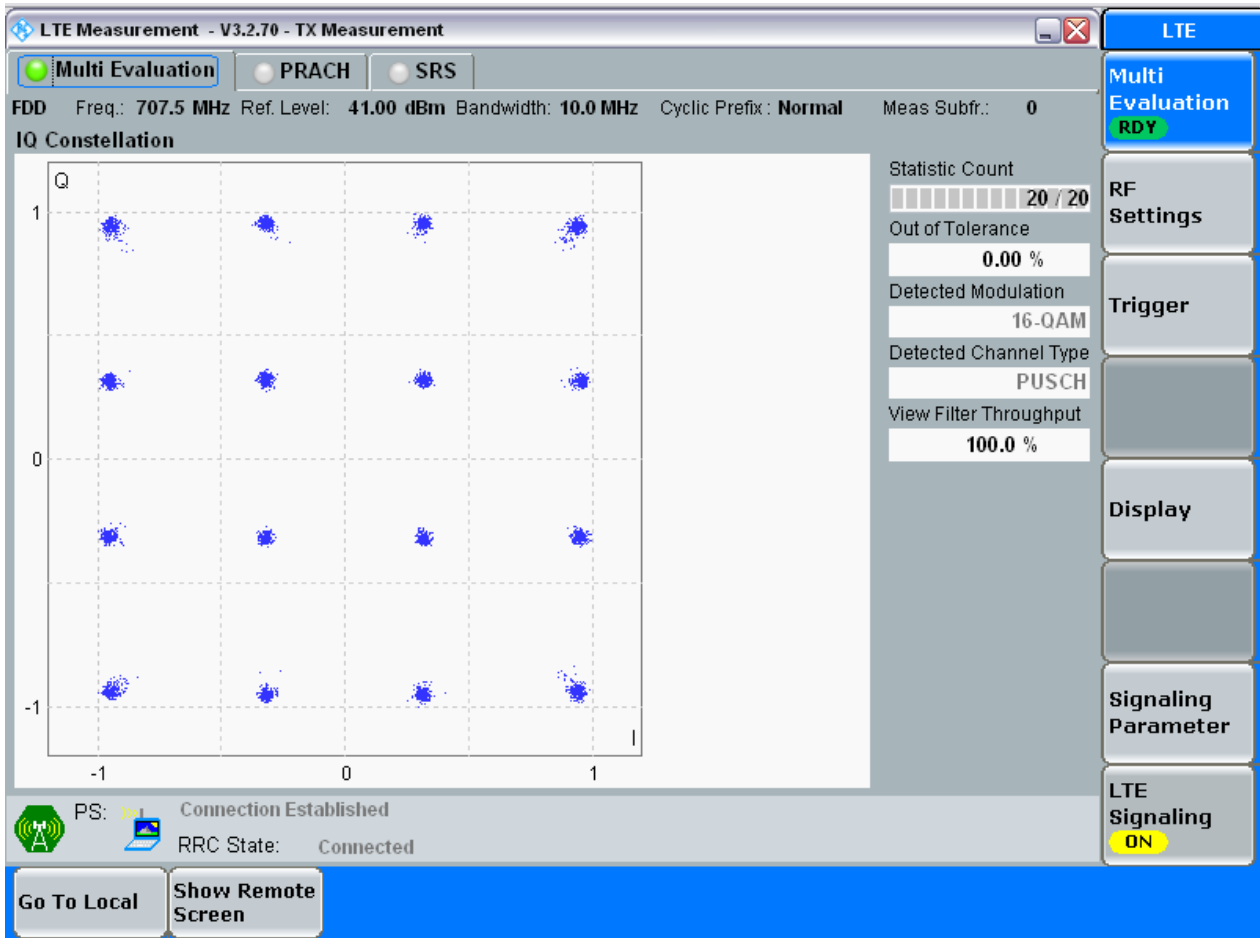 LTE Measurement - V3.2.70 - TX Measurement
LTE
Multi Evaluation PRACH SRS
FDD Freq.: 707.5 MHz Ref. Level: 41.00 dBm Bandwidth: 10.0 MHz Cyclic Prefix : Normal Meas Subfr.: 0
IQ Constellation
Q
1
0
-1
I
-1 0 1
Statistic Count
20 / 20
Out of Tolerance
0.00 %
Detected Modulation
16-QAM
Detected Channel Type
PUSCH
View Filter Throughput
100.0 %
Multi
Evaluation
RDY
RF
Settings
Trigger
Display
Signaling
Parameter
LTE
Signaling
ON
PS: Connection Established
RRC State: Connected
Go To Local
Show Remote
Screen